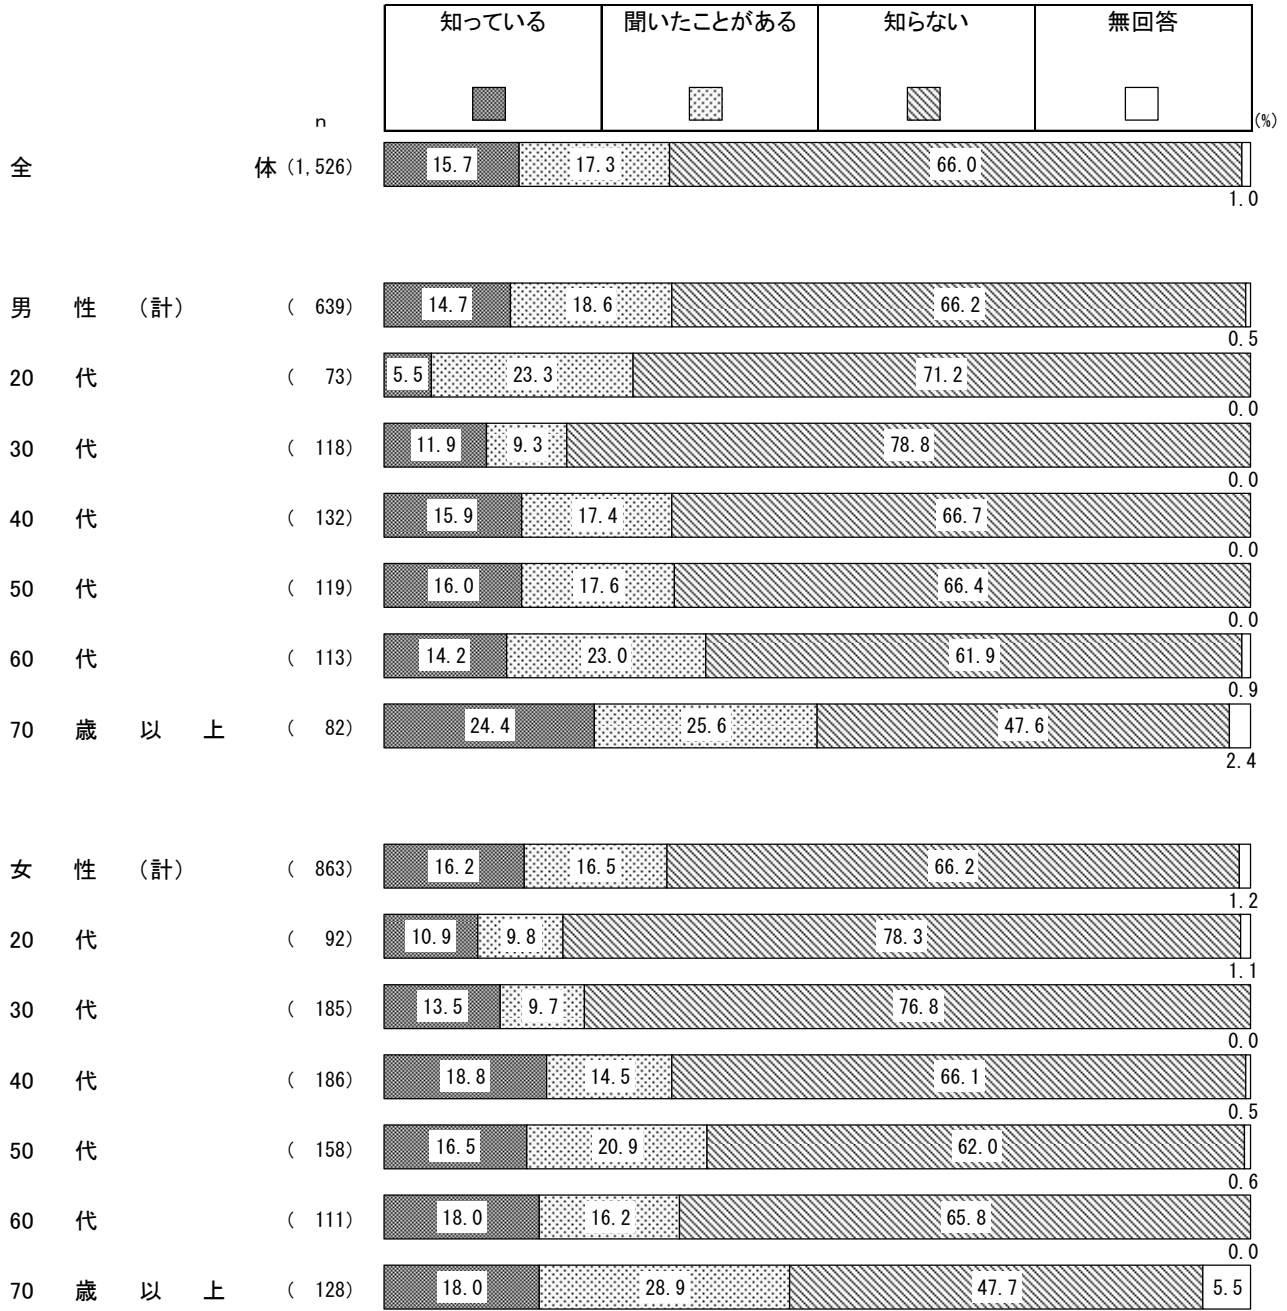 知っている 聞いたことがある 知らない 無回答
n (%)
全 体 (1,526) 15.7 17.3 66.0
1.0
男 性 (計) ( 639) 14.7 18.6 66.2
0.5
20 代 ( 73) 5.5 23.3 71.2
0.0
30 代 ( 118) 11.9 9.3 78.8
0.0
40 代 ( 132) 15.9 17.4 66.7
0.0
50 代 ( 119) 16.0 17.6 66.4
0.0
60 代 ( 113) 14.2 23.0 61.9
0.9
70 歳 以 上 ( 82) 24.4 25.6 47.6
2.4
女 性 (計) ( 863) 16.2 16.5 66.2
1.2
20 代 ( 92) 10.9 9.8 78.3
1.1
30 代 ( 185) 13.5 9.7 76.8
0.0
40 代 ( 186) 18.8 14.5 66.1
0.5
50 代 ( 158) 16.5 20.9 62.0
0.6
60 代 ( 111) 18.0 16.2 65.8
0.0
70 歳 以 上 ( 128) 18.0 28.9 47.7 5.5